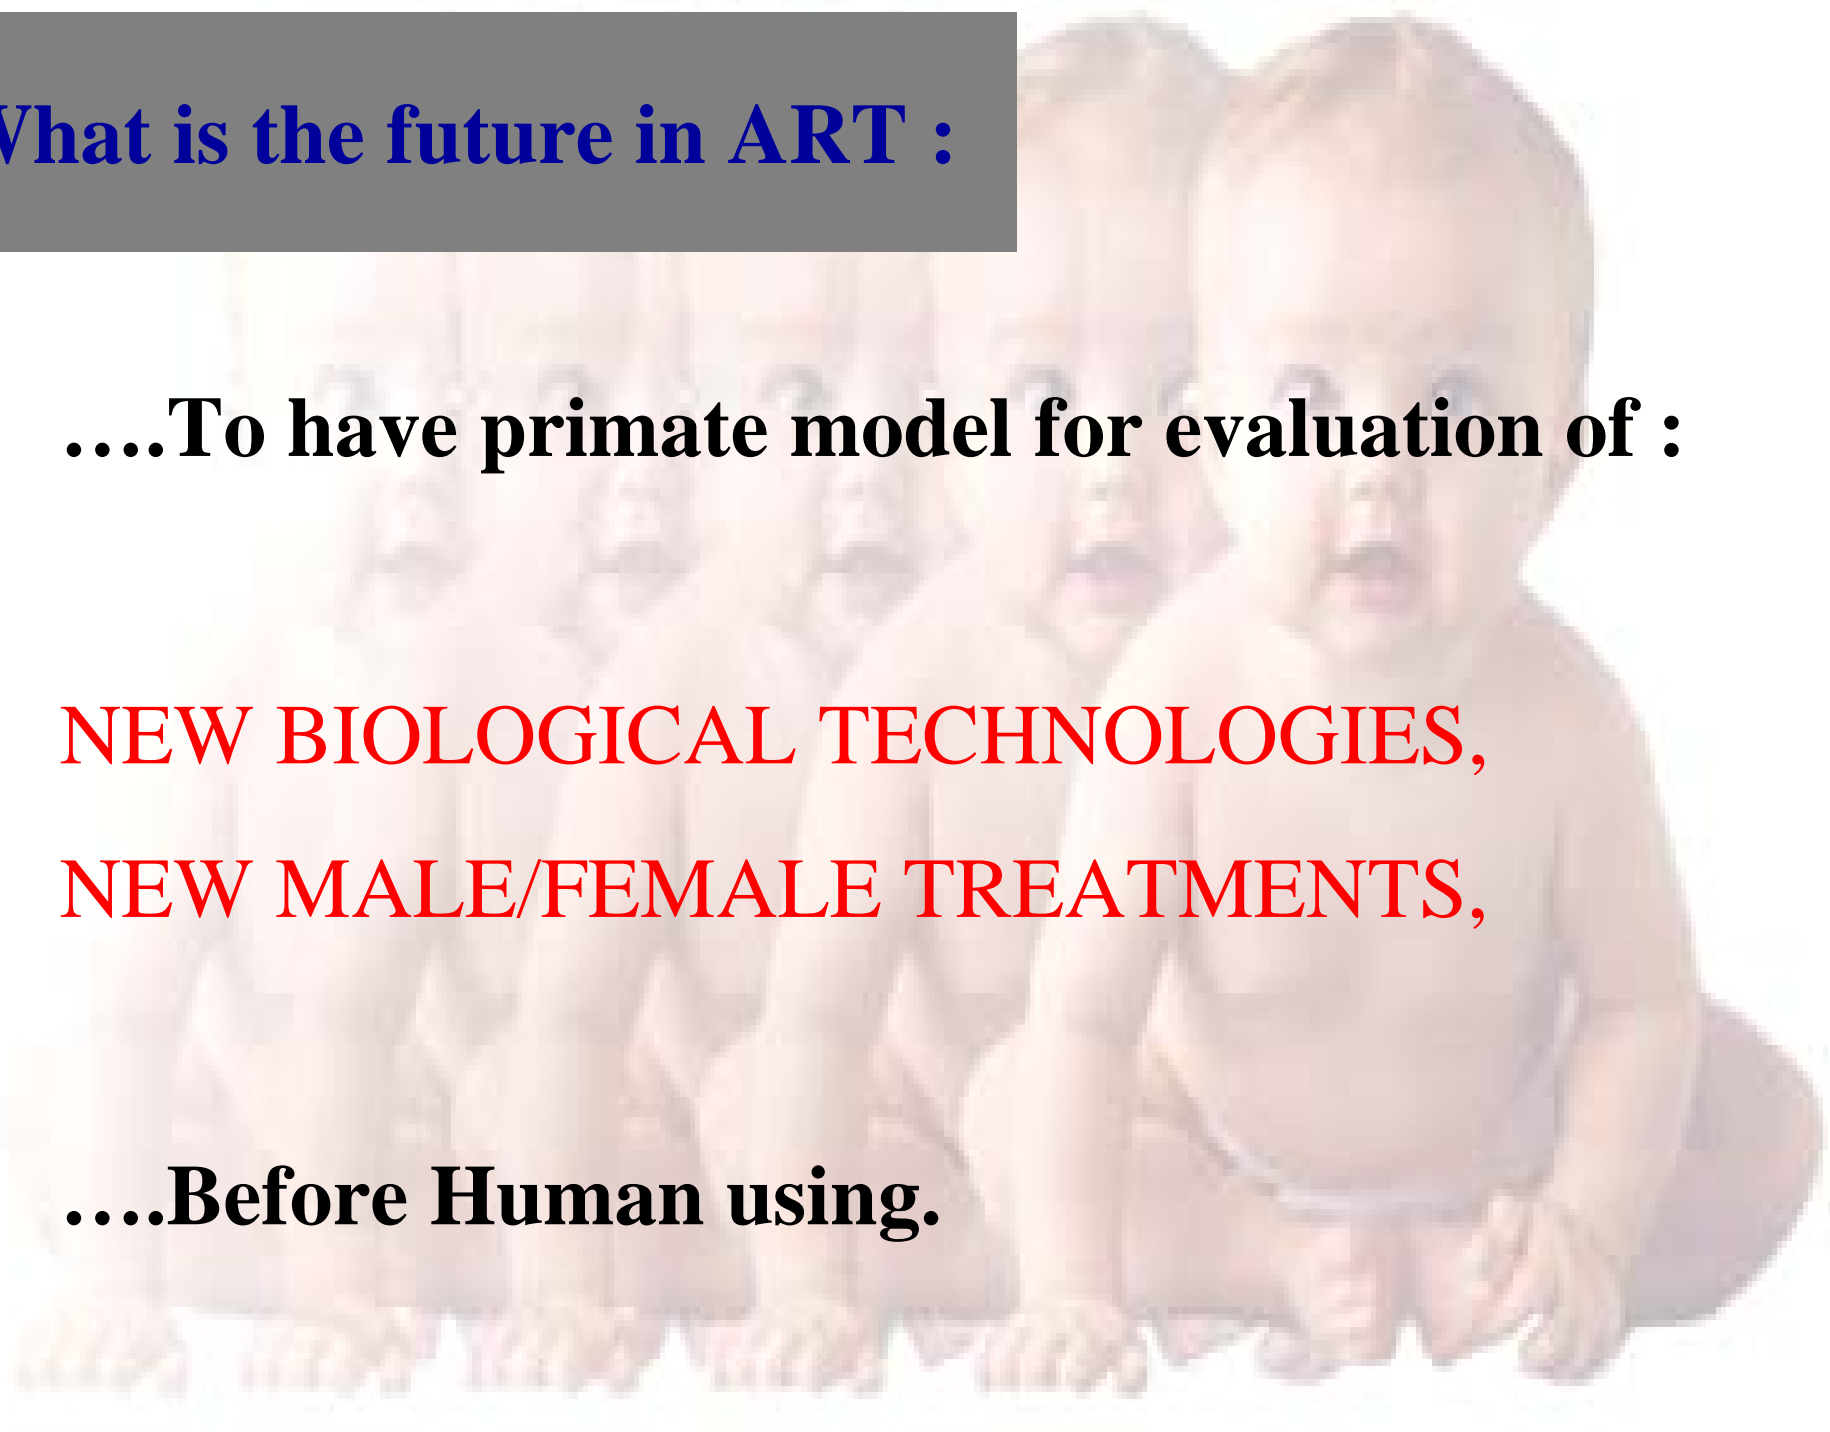 What is the future in ART :
….To have primate model for evaluation of :
NEW BIOLOGICAL TECHNOLOGIES,
NEW MALE/FEMALE TREATMENTS,
….Before Human using.